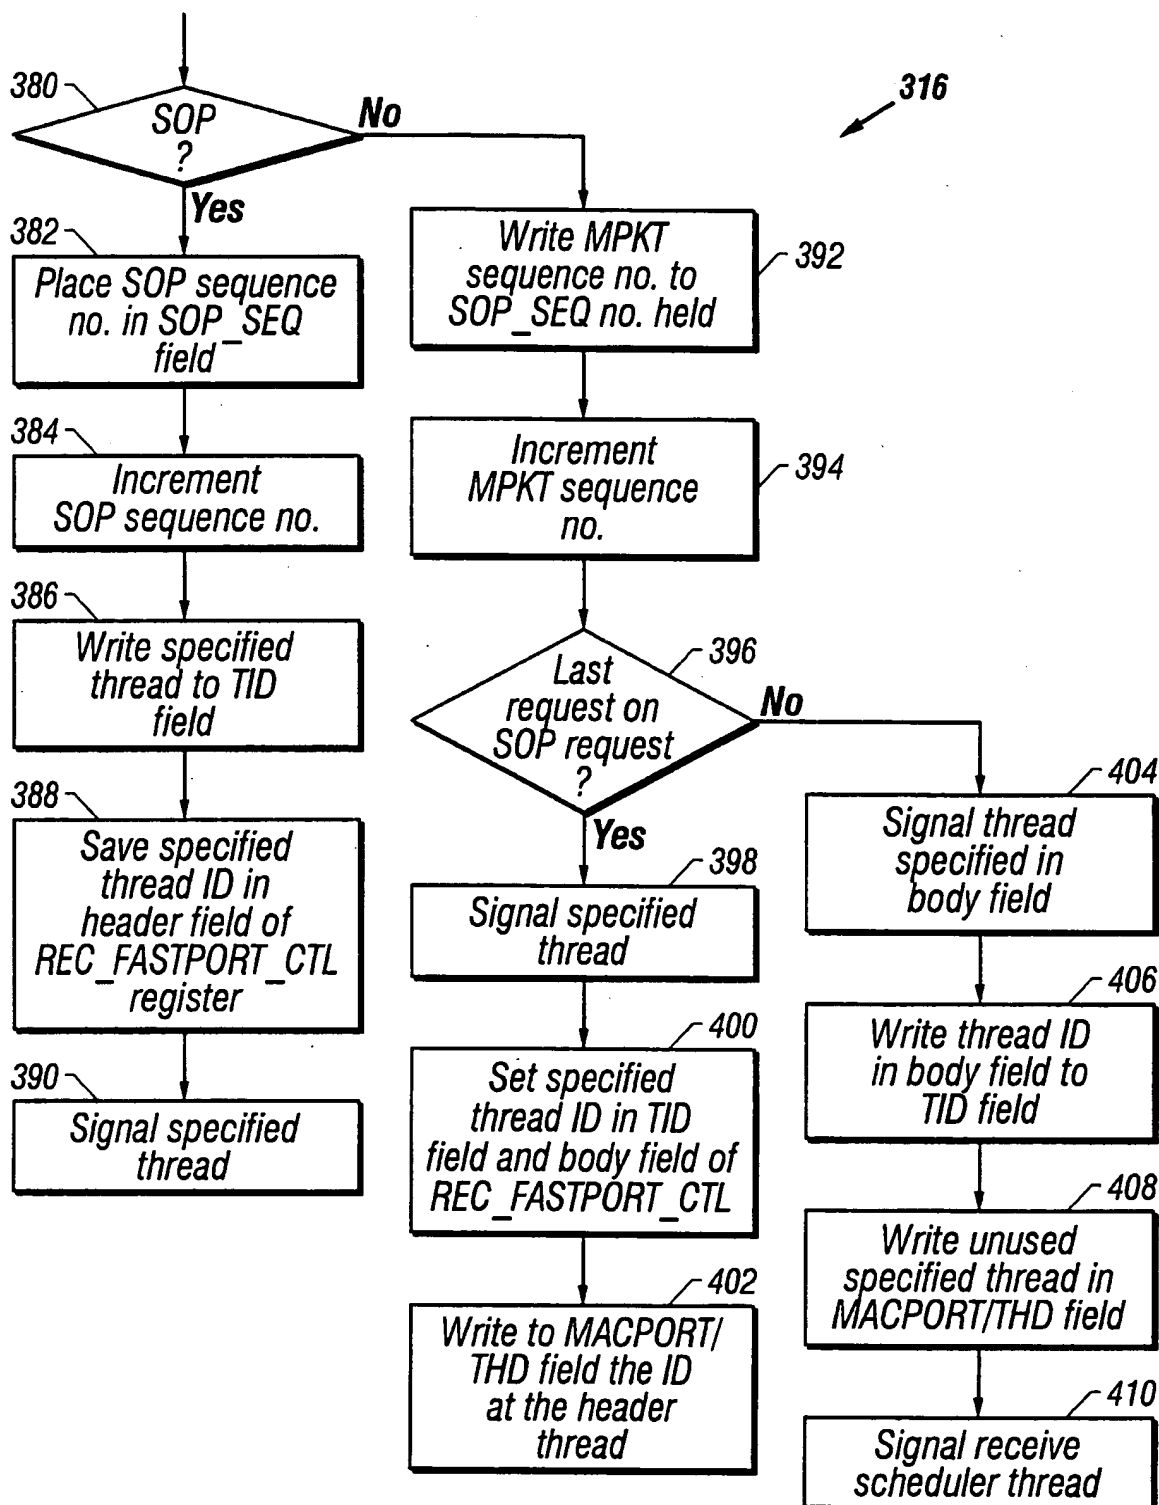 316
380
SOP
?
No
Yes
382
Place SOP sequence
no. in SOP_SEQ
field
384
Increment
SOP sequence no.
386
Write specified
thread to TID
field
388
Save specified
thread ID in
header field of
REC_FASTPORT_CTL
register
390
Signal specified
thread
392
Write MPKT
sequence no. to
SOP_SEQ no. held
394
Increment
MPKT sequence
no.
396
Last
request on
SOP request
?
No
Yes
398
Signal specified
thread
400
Set specified
thread ID in TID
field and body field of
REC_FASTPORT_CTL
402
Write to MACPORT/
THD field the ID
at the header
thread
404
Signal thread
specified in
body field
406
Write thread ID
in body field to
TID field
408
Write unused
specified thread in
MACPORT/THD field
410
Signal receive
scheduler thread